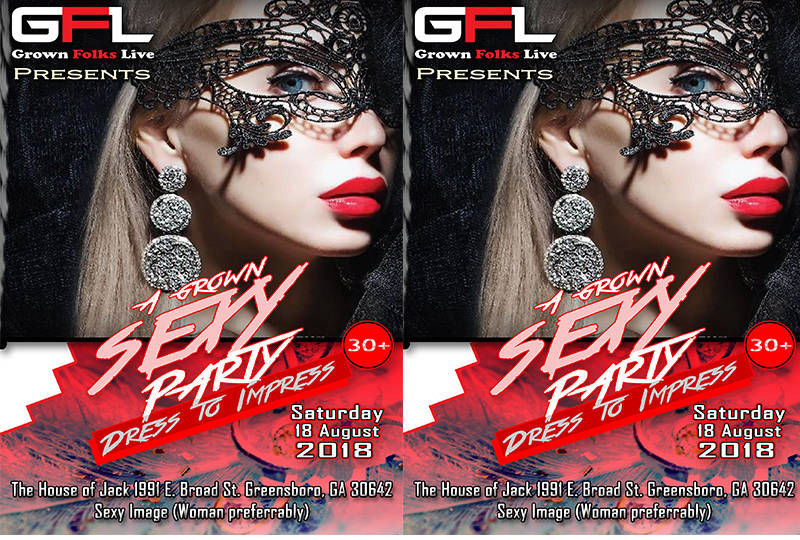 GFL
Grown Folks Live
PRESENTS
A GROWN
SEXY
PARTY
DRESS TO IMPRESS
30+
Saturday
18 August
2018
The House of Jack 1991 E. Broad St. Greensboro, GA 30642
Sexy Image (Woman preferrably)
GFL
Grown Folks Live
PRESENTS
A GROWN
SEXY
PARTY
DRESS TO IMPRESS
30+
Saturday
18 August
2018
The House of Jack 1991 E. Broad St. Greensboro, GA 30642
Sexy Image (Woman preferrably)